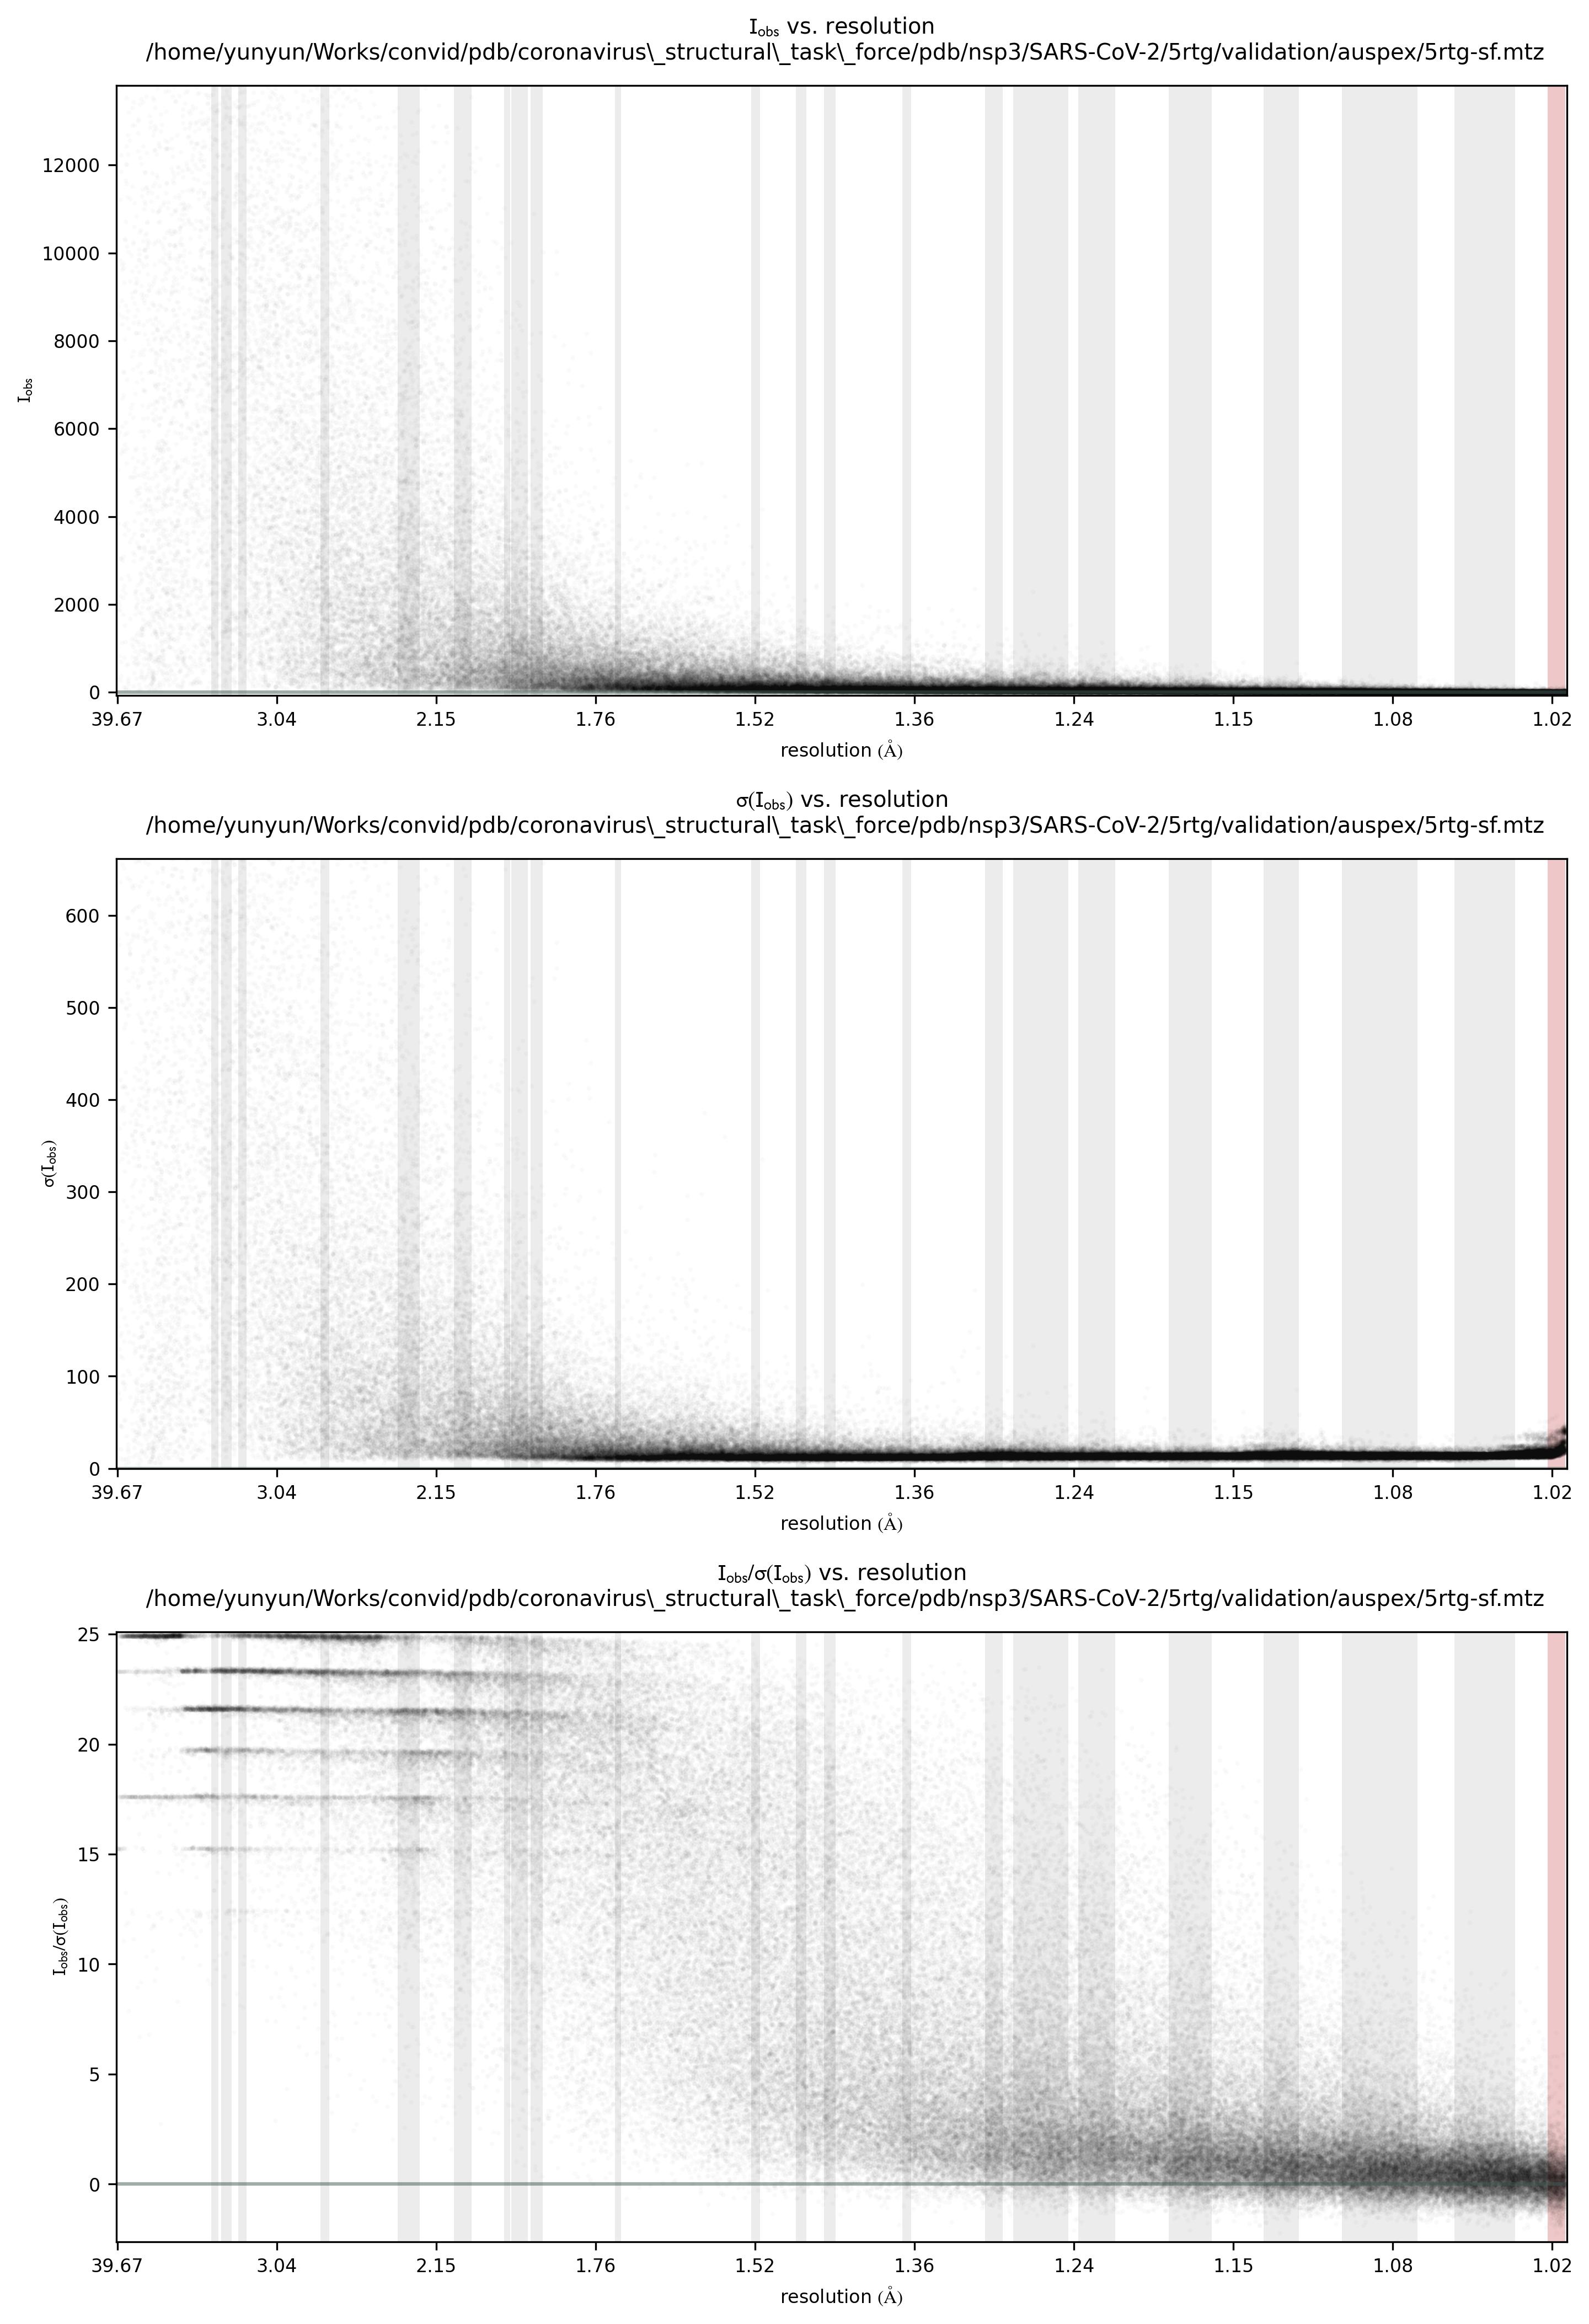 I_obs vs. resolution
/home/yunyun/Works/convid/pdb/coronavirus\_structural\_task\_force/pdb/nsp3/SARS-CoV-2/5rtg/validation/auspex/5rtg-sf.mtz
12000
10000
8000
6000
4000
2000
0
I_obs
39.67 3.04 2.15 1.76 1.52 1.36 1.24 1.15 1.08 1.02
resolution (Å)
σ(I_obs) vs. resolution
/home/yunyun/Works/convid/pdb/coronavirus\_structural\_task\_force/pdb/nsp3/SARS-CoV-2/5rtg/validation/auspex/5rtg-sf.mtz
600
500
400
300
200
100
0
σ(I_obs)
39.67 3.04 2.15 1.76 1.52 1.36 1.24 1.15 1.08 1.02
resolution (Å)
I_obs/σ(I_obs) vs. resolution
/home/yunyun/Works/convid/pdb/coronavirus\_structural\_task\_force/pdb/nsp3/SARS-CoV-2/5rtg/validation/auspex/5rtg-sf.mtz
25
20
15
10
5
0
I_obs/σ(I_obs)
39.67 3.04 2.15 1.76 1.52 1.36 1.24 1.15 1.08 1.02
resolution (Å)